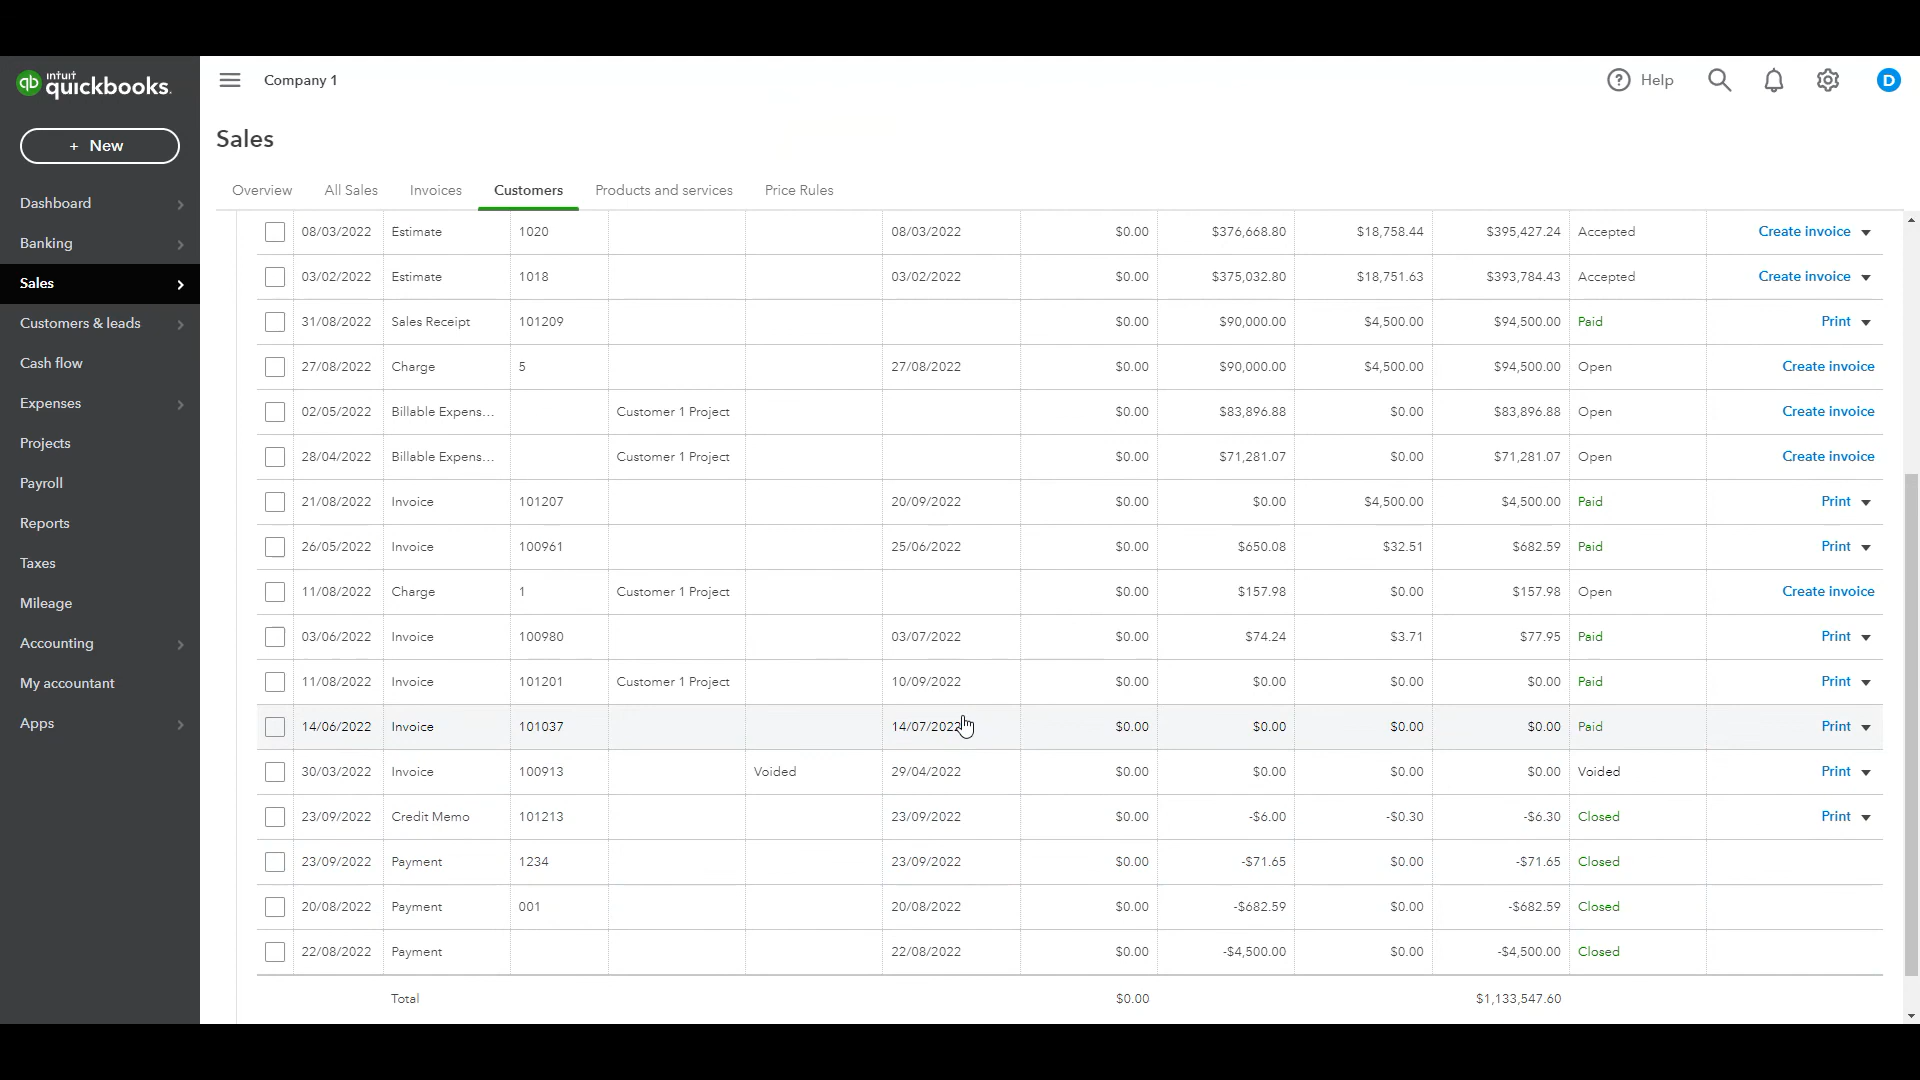 intuit
quickbooks.
Company 1
Help
D
+ New
Sales
Overview All Sales Invoices Customers Products and services Price Rules
Dashboard
Banking
Sales
Customers & leads
Cash flow
Expenses
Projects
Payroll
Reports
Taxes
Mileage
Accounting
My accountant
Apps
08/03/2022 Estimate 1020 08/03/2022 $0.00 $376,668.80 $18,758.44 $395,427.24 Accepted Create invoice
03/02/2022 Estimate 1018 03/02/2022 $0.00 $375,032.80 $18,751.63 $393,784.43 Accepted Create invoice
31/08/2022 Sales Receipt 101209 $0.00 $90,000.00 $4,500.00 $94,500.00 Paid Print
27/08/2022 Charge 5 27/08/2022 $0.00 $90,000.00 $4,500.00 $94,500.00 Open Create invoice
02/05/2022 Billable Expens... Customer 1 Project $0.00 $83,896.88 $0.00 $83,896.88 Open Create invoice
28/04/2022 Billable Expens... Customer 1 Project $0.00 $71,281.07 $0.00 $71,281.07 Open Create invoice
21/08/2022 Invoice 101207 20/09/2022 $0.00 $0.00 $4,500.00 $4,500.00 Paid Print
26/05/2022 Invoice 100961 25/06/2022 $0.00 $650.08 $32.51 $682.59 Paid Print
11/08/2022 Charge 1 Customer 1 Project $0.00 $157.98 $0.00 $157.98 Open Create invoice
03/06/2022 Invoice 100980 03/07/2022 $0.00 $74.24 $3.71 $77.95 Paid Print
11/08/2022 Invoice 101201 Customer 1 Project 10/09/2022 $0.00 $0.00 $0.00 $0.00 Paid Print
14/06/2022 Invoice 101037 14/07/2022 $0.00 $0.00 $0.00 $0.00 Paid Print
30/03/2022 Invoice 100913 Voided 29/04/2022 $0.00 $0.00 $0.00 $0.00 Voided Print
23/09/2022 Credit Memo 101213 23/09/2022 $0.00 -$6.00 -$0.30 -$6.30 Closed Print
23/09/2022 Payment 1234 23/09/2022 $0.00 -$71.65 $0.00 -$71.65 Closed
20/08/2022 Payment 001 20/08/2022 $0.00 -$682.59 $0.00 -$682.59 Closed
22/08/2022 Payment 22/08/2022 $0.00 -$4,500.00 $0.00 -$4,500.00 Closed
Total $0.00 $1,133,547.60